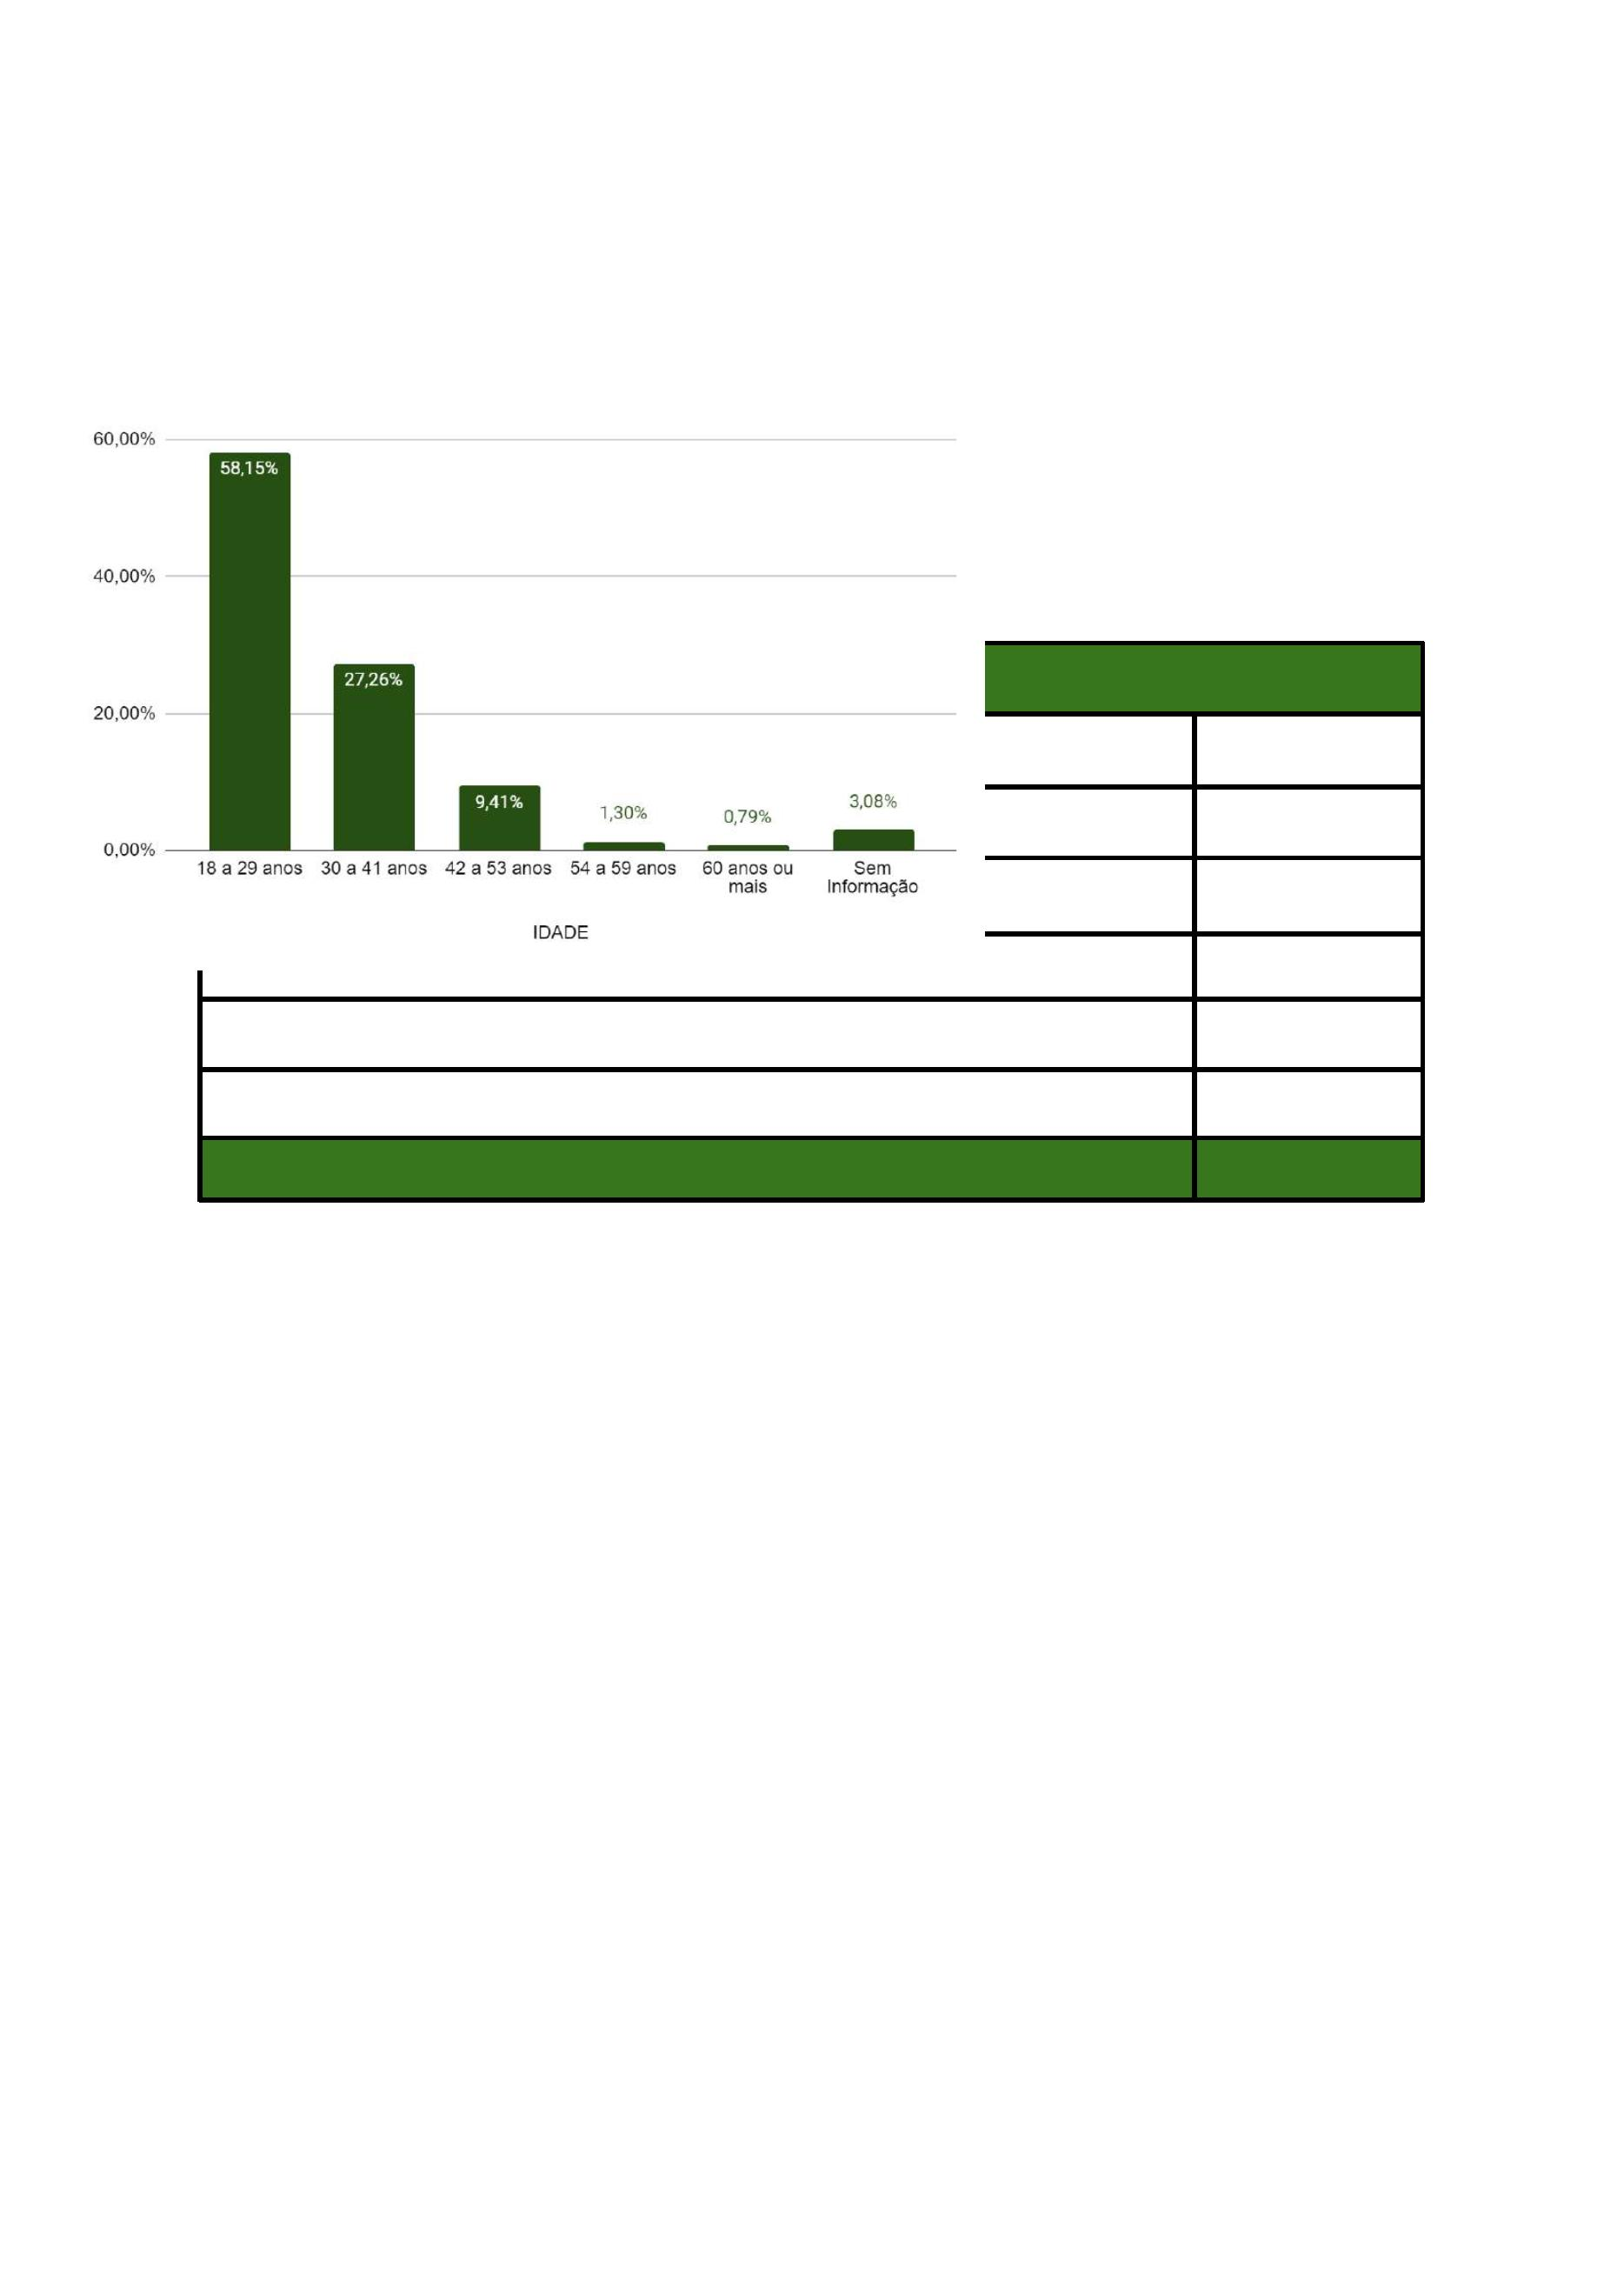 60,00%
58,15%
40,00%
27,26%
20,00%
9,41%
1,30%
0,79%
3,08%
0,00%
18 a 29 anos
30 a 41 anos
42 a 53 anos
54 a 59 anos
60 anos ou
mais
Sem
Informação
IDADE